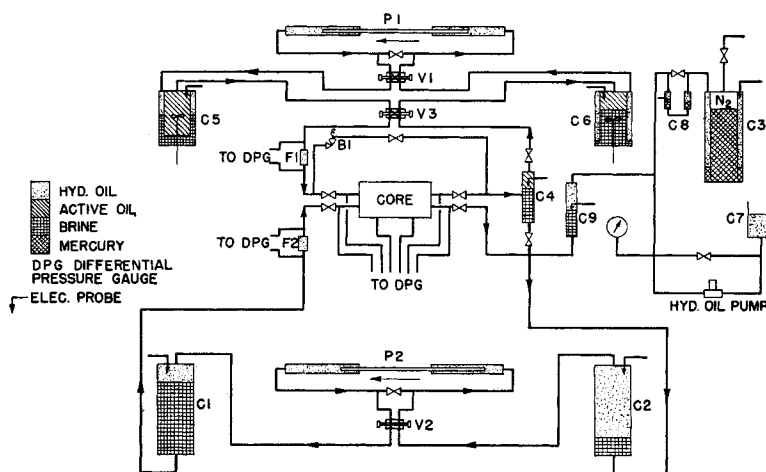 P1
V1
C5
V3
C6
N2
C8
C3
TO DPG
F1
B1
C4
CORE
C9
C7
TO DPG
F2
TO DPG
HYD. OIL PUMP
HYD. OIL
ACTIVE OIL
BRINE
MERCURY
DPG DIFFERENTIAL
PRESSURE GAUGE
ELEC. PROBE
P2
C1
V2
C2